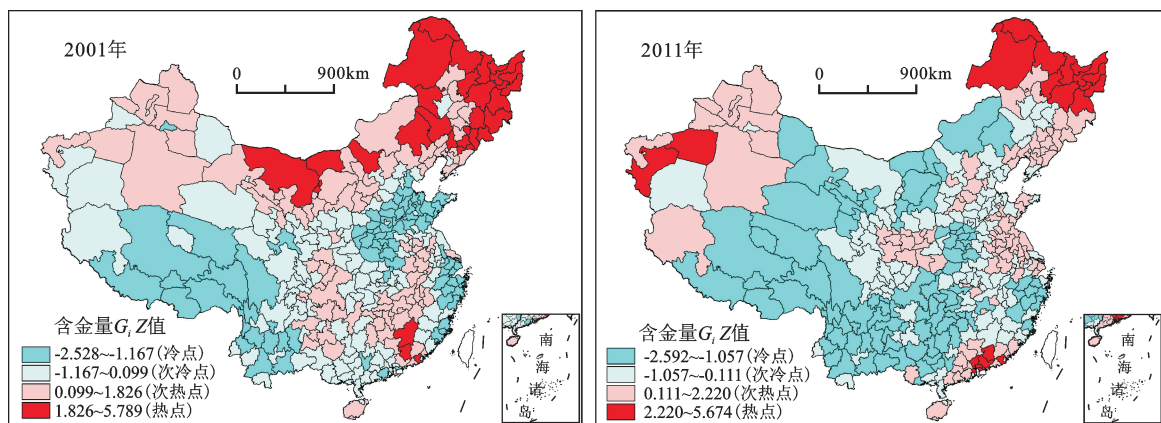 2001年
0 900km
含金量Gi Z值
-2.528~-1.167(冷点)
-1.167~0.099(次冷点)
0.099~1.826(次热点)
1.826~5.789(热点)
南
海
诸
岛
2011年
0 900km
含金量Gi Z值
-2.592~-1.057(冷点)
-1.057~-0.111(次冷点)
0.111~2.220(次热点)
2.220~5.674(热点)
南
海
诸
岛